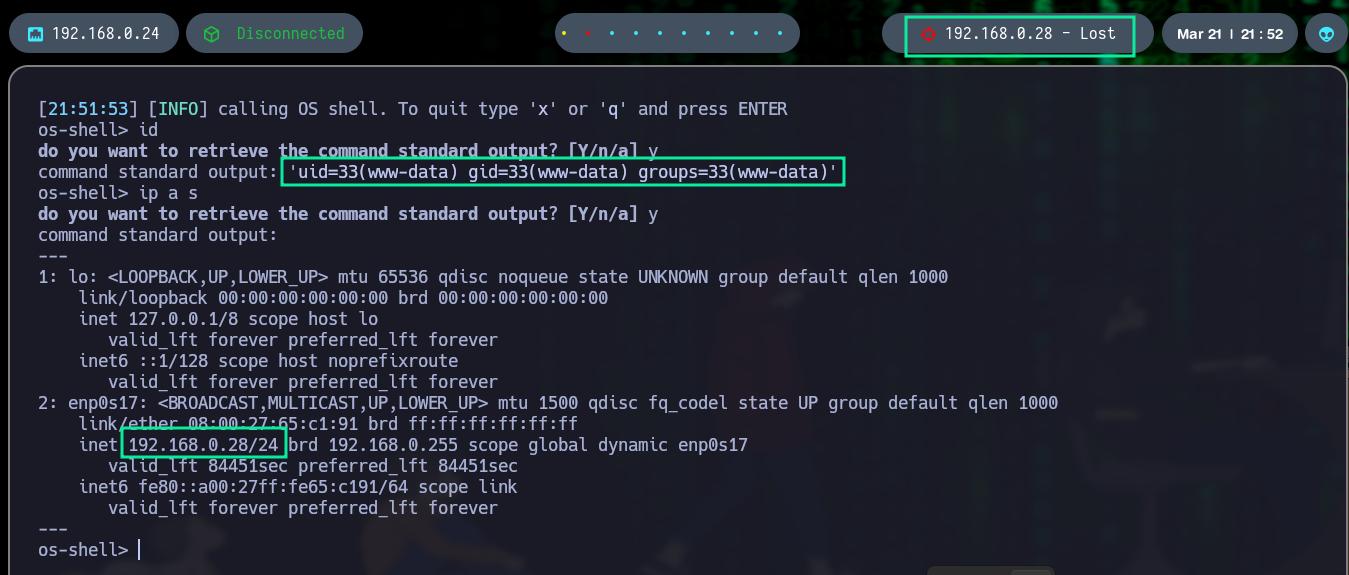 192.168.0.24 Disconnected 192.168.0.28 - Lost Mar 21 | 21:52
[21:51:53] [INFO] calling OS shell. To quit type 'x' or 'q' and press ENTER
os-shell> id
do you want to retrieve the command standard output? [Y/n/a] y
command standard output: 'uid=33(www-data) gid=33(www-data) groups=33(www-data)'
os-shell> ip a s
do you want to retrieve the command standard output? [Y/n/a] y
command standard output:
---
1: lo: <LOOPBACK,UP,LOWER_UP> mtu 65536 qdisc noqueue state UNKNOWN group default qlen 1000
    link/loopback 00:00:00:00:00:00 brd 00:00:00:00:00:00
    inet 127.0.0.1/8 scope host lo
       valid_lft forever preferred_lft forever
    inet6 ::1/128 scope host noprefixroute
       valid_lft forever preferred_lft forever
2: enp0s17: <BROADCAST,MULTICAST,UP,LOWER_UP> mtu 1500 qdisc fq_codel state UP group default qlen 1000
    link/ether 08:00:27:65:c1:91 brd ff:ff:ff:ff:ff:ff
    inet 192.168.0.28/24 brd 192.168.0.255 scope global dynamic enp0s17
       valid_lft 84451sec preferred_lft 84451sec
    inet6 fe80::a00:27ff:fe65:c191/64 scope link
       valid_lft forever preferred_lft forever
---
os-shell>